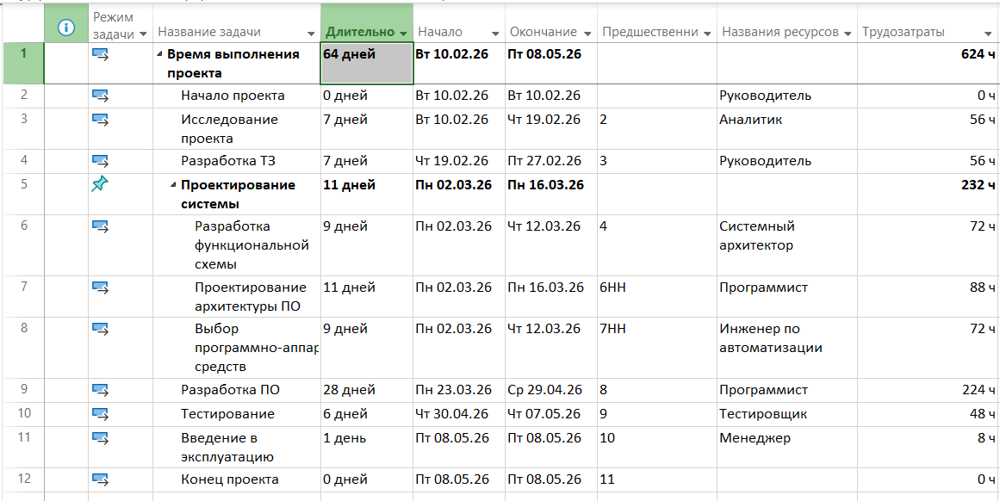 Режим
задачи Название задачи Длительно Начало Окончание Предшественни Названия ресурсов Трудозатраты
1 Время выполнения 64 дней Вт 10.02.26 Пт 08.05.26 624 ч
проекта
2 Начало проекта 0 дней Вт 10.02.26 Вт 10.02.26 Руководитель 0 ч
3 Исследование 7 дней Вт 10.02.26 Чт 19.02.26 2 Аналитик 56 ч
проекта
4 Разработка ТЗ 7 дней Чт 19.02.26 Пт 27.02.26 3 Руководитель 56 ч
5 Проектирование 11 дней Пн 02.03.26 Пн 16.03.26 232 ч
системы
6 Разработка 9 дней Пн 02.03.26 Чт 12.03.26 4 Системный 72 ч
функциональной архитектор
схемы
7 Проектирование 11 дней Пн 02.03.26 Пн 16.03.26 6НН Программист 88 ч
архитектуры ПО
8 Выбор 9 дней Пн 02.03.26 Чт 12.03.26 7НН Инженер по 72 ч
программно-аппар автоматизации
средств
9 Разработка ПО 28 дней Пн 23.03.26 Ср 29.04.26 8 Программист 224 ч
10 Тестирование 6 дней Чт 30.04.26 Чт 07.05.26 9 Тестировщик 48 ч
11 Введение в 1 день Пт 08.05.26 Пт 08.05.26 10 Менеджер 8 ч
эксплуатацию
12 Конец проекта 0 дней Пт 08.05.26 Пт 08.05.26 11 0 ч